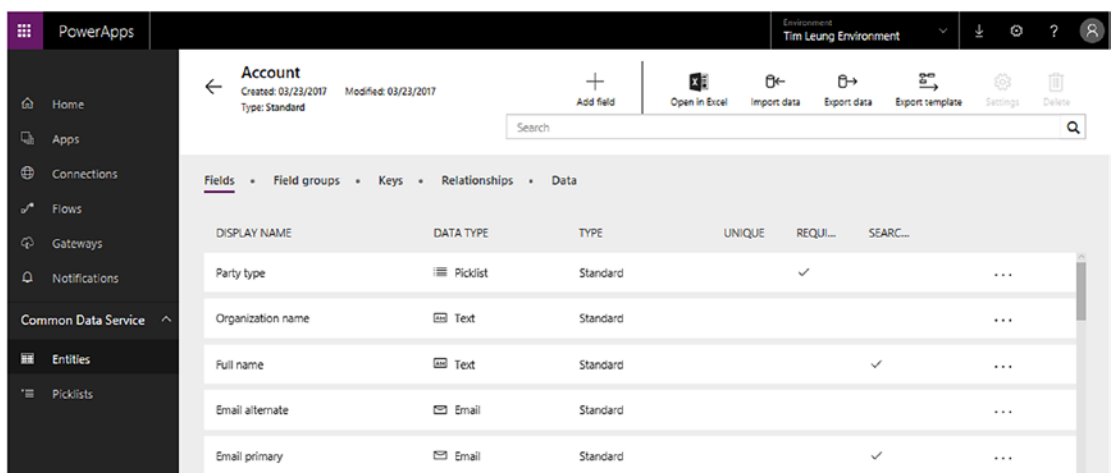 PowerApps
Environment
Tim Leung Environment
?
Home
Apps
Connections
Flows
Gateways
Notifications
Common Data Service
Entities
Picklists
Account
Created: 03/23/2017 Modified: 03/23/2017
Type: Standard
Add field
Open in Excel
Import data
Export data
Export template
Settings
Delete
Search
Fields • Field groups • Keys • Relationships • Data
DISPLAY NAME DATA TYPE TYPE UNIQUE REQUI... SEARC...
Party type Picklist Standard ...
Organization name Abc Text Standard ...
Full name Abc Text Standard ...
Email alternate Email Standard ...
Email primary Email Standard ...